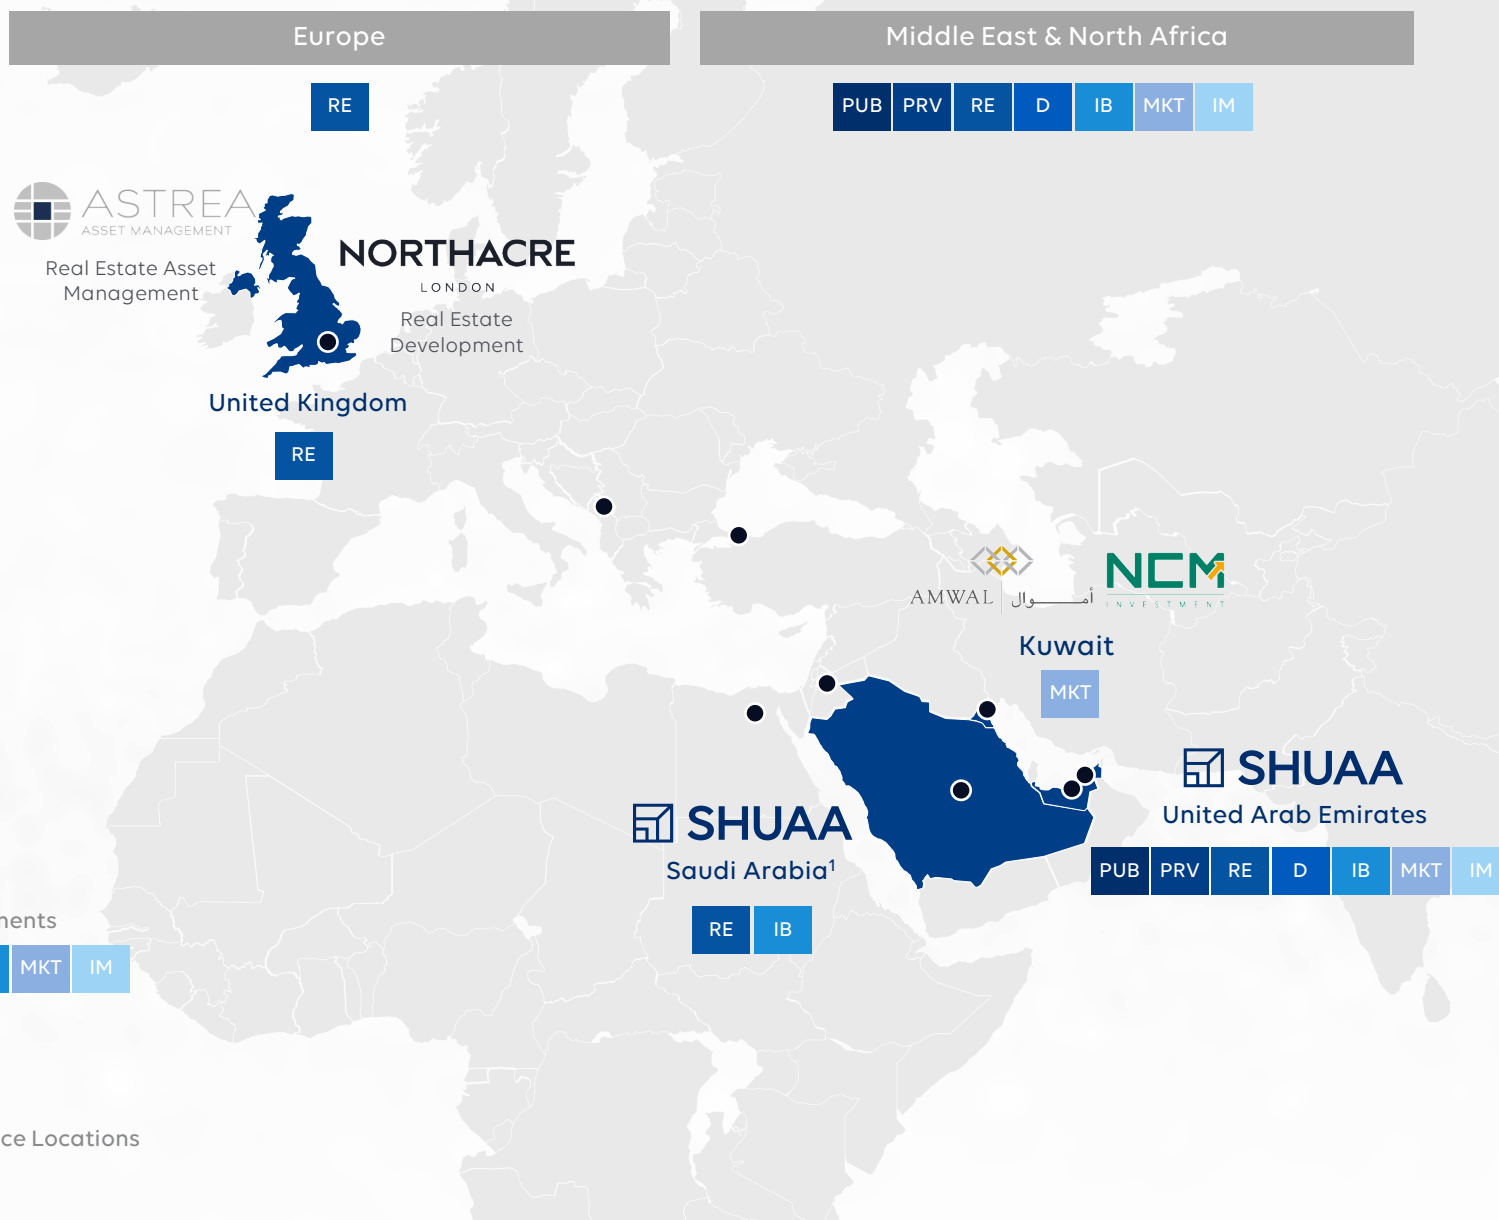 Europe
Middle East & North Africa
RE
PUB PRV RE D IB MKT IM
ASTREA
ASSET MANAGEMENT
Real Estate Asset
Management
NORTHACRE
LONDON
Real Estate
Development
United Kingdom
RE
AMWAL أمـــوال
NCM
INVESTMENT
Kuwait
MKT
SHUAA
United Arab Emirates
PUB PRV RE D IB MKT IM
SHUAA
Saudi Arabia¹
RE IB
ments
MKT IM
ce Locations